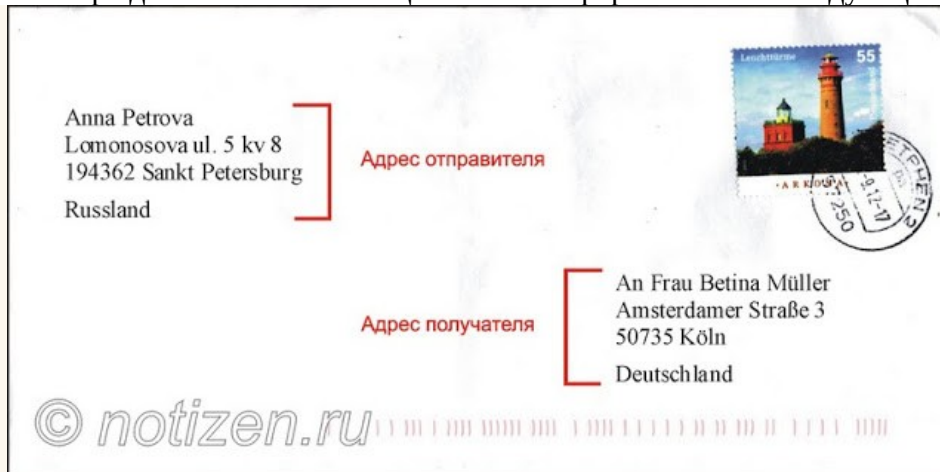 Anna Petrova
Lomonosova ul. 5 kv 8
194362 Sankt Petersburg
Russland
Адрес отправителя
Leuchttürme 55
ARKONA
An Frau Betina Müller
Amsterdamer Straße 3
50735 Köln
Deutschland
Адрес получателя
© notizen.ru